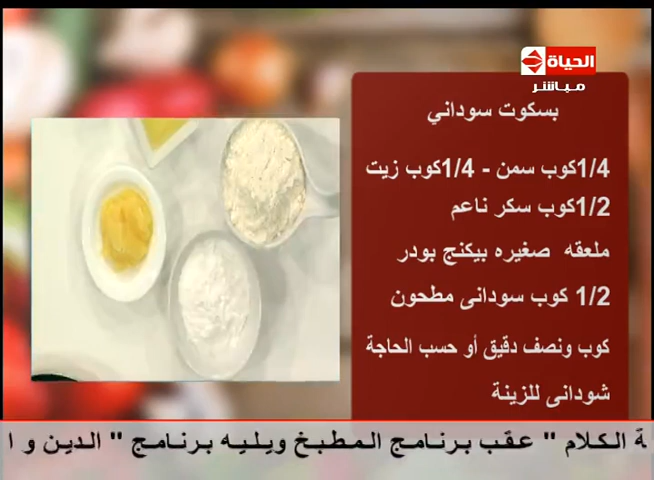 الحياة
مباشر
بسكوت سوداني
1/4كوب سمن - 1/4كوب زيت
1/2كوب سكر ناعم
ملعقه صغيره بيكنج بودر
1/2 كوب سودانى مطحون
كوب ونصف دقيق أو حسب الحاجة
شودانى للزينة
ة الكلام " عقب برنامج المطبخ ويليه برنامج " الدين و ا